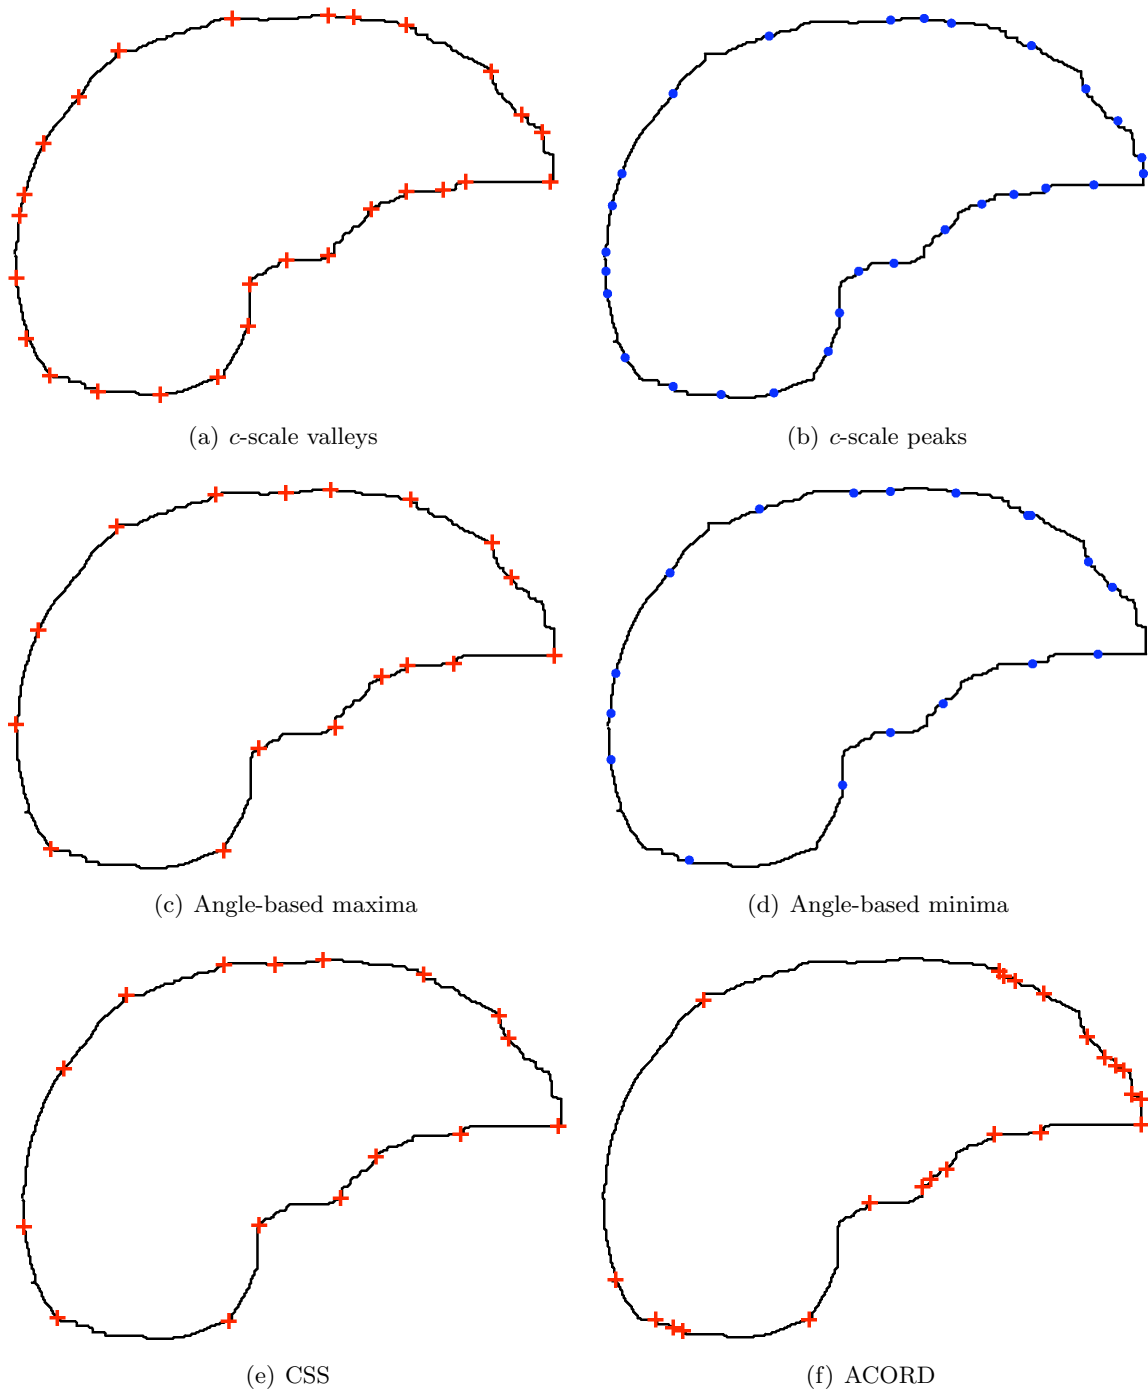 (a) c-scale valleys
(b) c-scale peaks
(c) Angle-based maxima
(d) Angle-based minima
(e) CSS
(f) ACORD